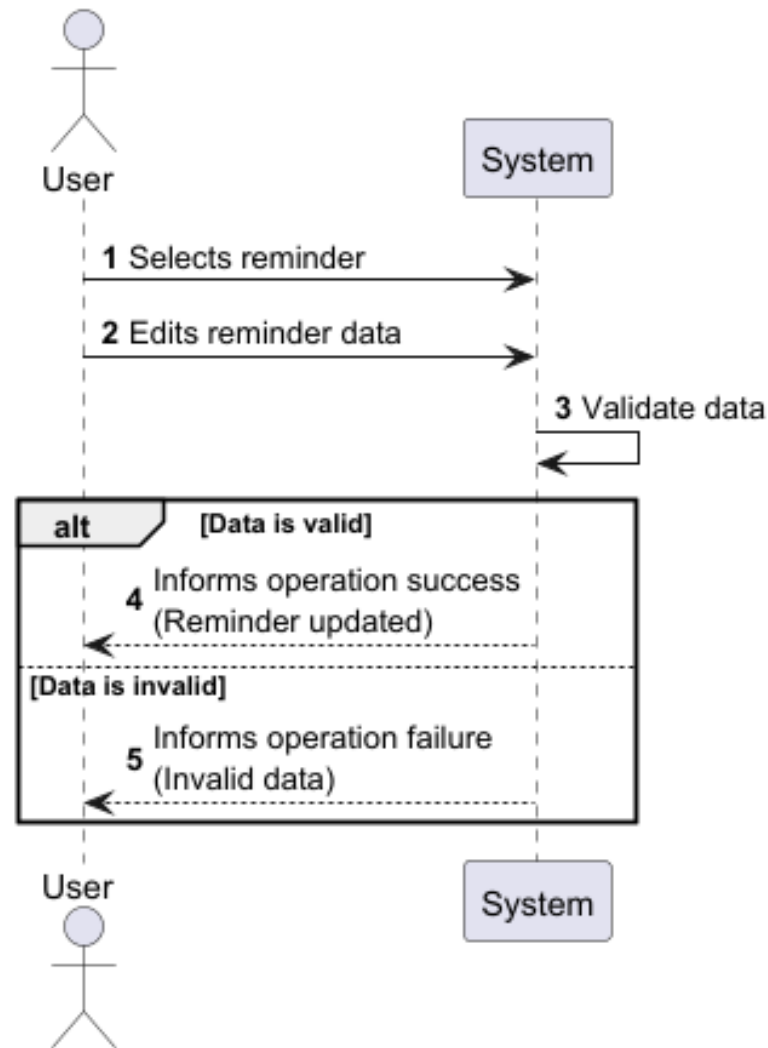 User
System
1 Selects reminder
2 Edits reminder data
3 Validate data
alt [Data is valid]
4 Informs operation success
(Reminder updated)
[Data is invalid]
5 Informs operation failure
(Invalid data)
User
System